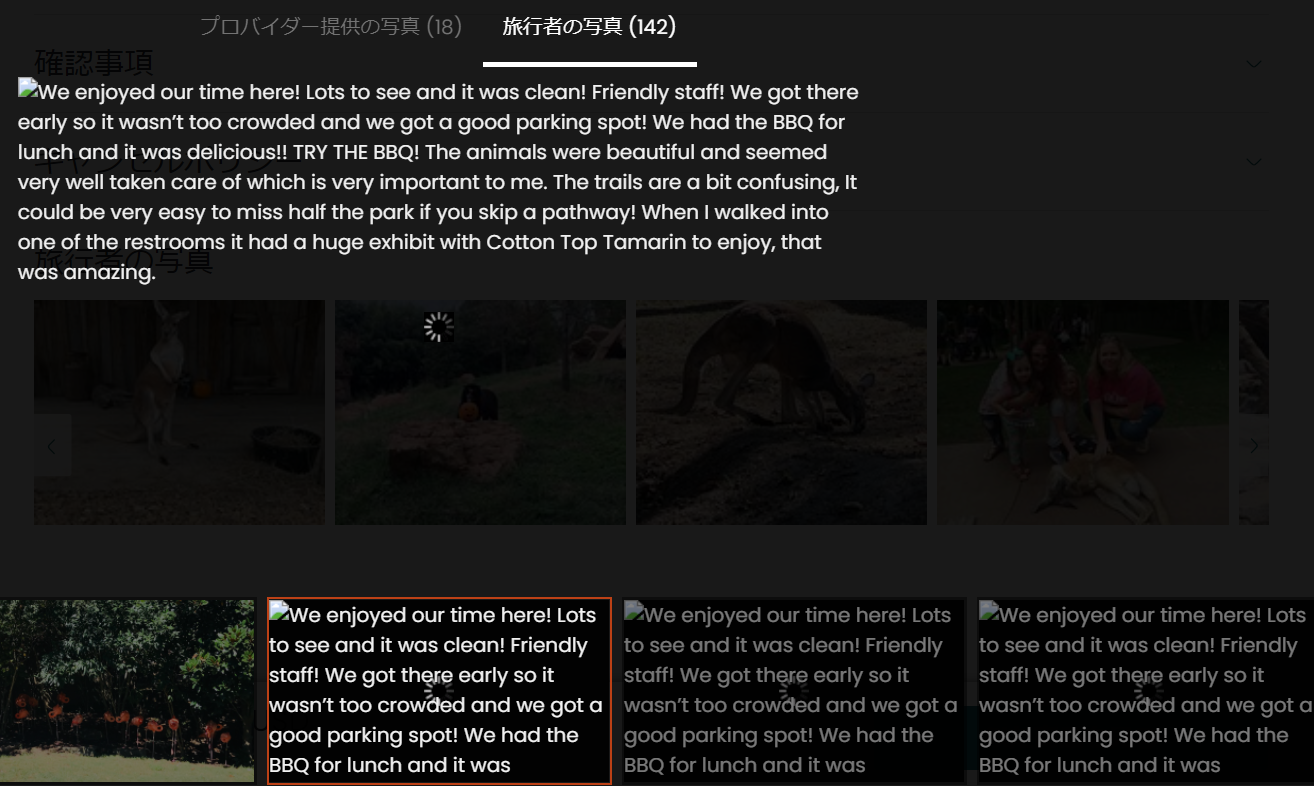 プロバイダー提供の写真 (18)
旅行者の写真 (142)
確認事項
We enjoyed our time here! Lots to see and it was clean! Friendly staff! We got there
early so it wasn’t too crowded and we got a good parking spot! We had the BBQ for
lunch and it was delicious!! TRY THE BBQ! The animals were beautiful and seemed
キャンセルポリシー
very well taken care of which is very important to me. The trails are a bit confusing, It
could be very easy to miss half the park if you skip a pathway! When I walked into
one of the restrooms it had a huge exhibit with Cotton Top Tamarin to enjoy, that
旅行者の写真
was amazing.
We enjoyed our time here! Lots
to see and it was clean! Friendly
staff! We got there early so it
wasn’t too crowded and we got a
good parking spot! We had the
BBQ for lunch and it was
We enjoyed our time here! Lots
to see and it was clean! Friendly
staff! We got there early so it
wasn’t too crowded and we got a
good parking spot! We had the
BBQ for lunch and it was
We enjoyed our time here! Lots
to see and it was clean! Friendly
staff! We got there early so it
wasn’t too crowded and we got a
good parking spot! We had the
BBQ for lunch and it was